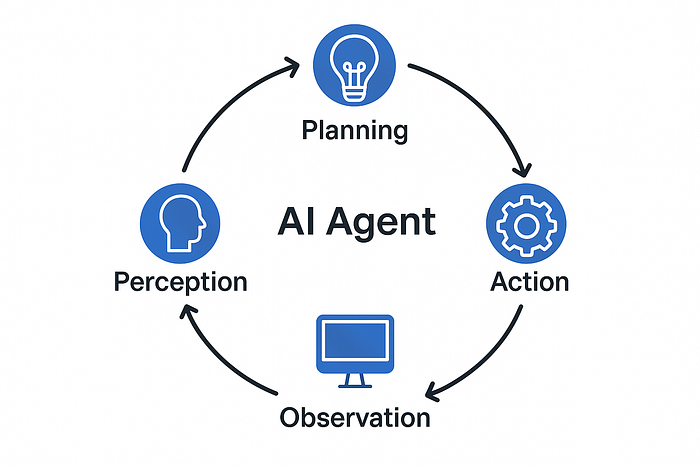 Planning
AI Agent
Perception
Action
Observation